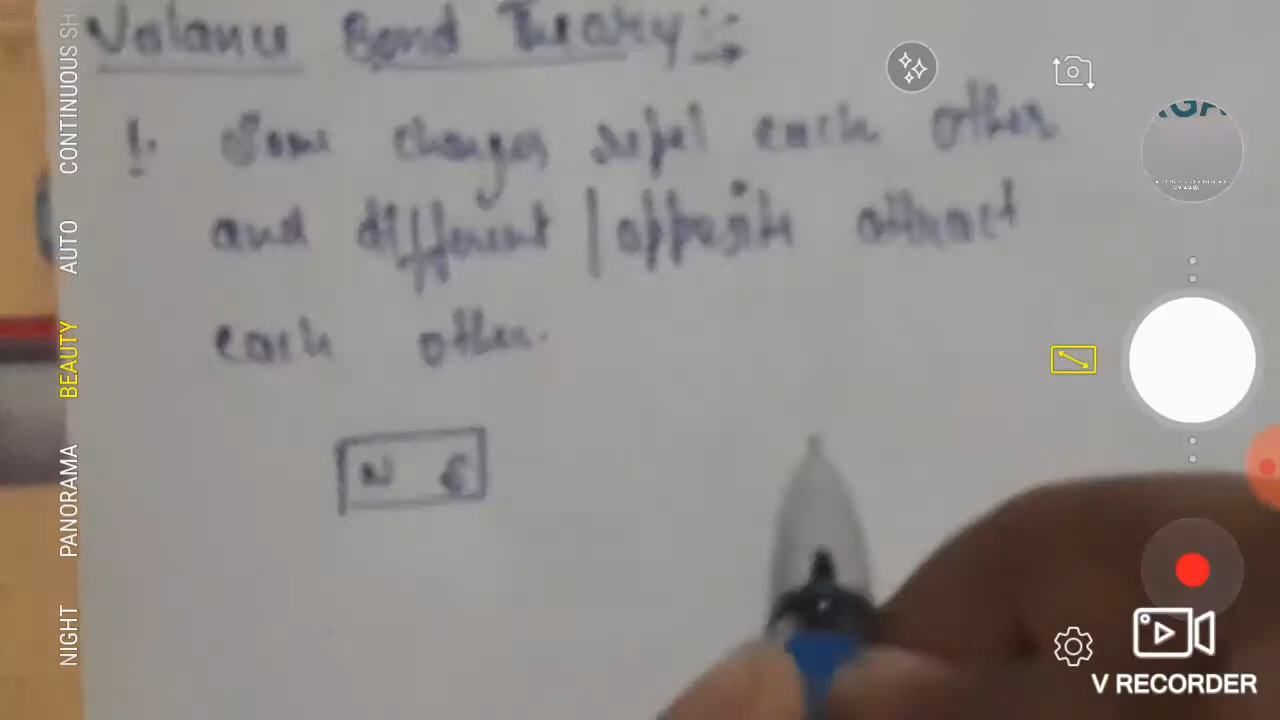 Valance Bond Theory :-
1. Same charges repel each other
and different / opposite attract
each other.
N S
CONTINUOUS SH
AUTO
BEAUTY
PANORAMA
NIGHT
V RECORDER